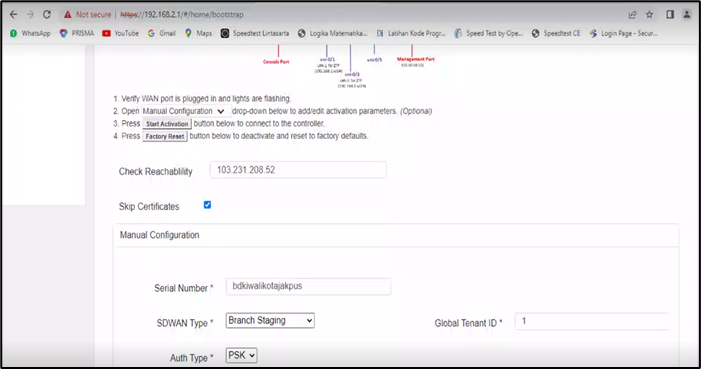 Not secure | https://192.168.2.1/#/home/bootstrap
WhatsApp PRISMA YouTube Gmail Maps Speedtest Lintasarta Logika Matematika... Latihan Kode Progr... Speed Test by Ope... Speedtest CE Login Page - Secur...
Console Port vni-0/1 vni-0/5 Management Port
vni-0/3
1. Verify WAN port is plugged in and lights are flashing.
2. Open Manual Configuration drop-down below to add/edit activation parameters. (Optional)
3. Press Start Activation button below to connect to the controller.
4. Press Factory Reset button below to deactivate and reset to factory defaults.
Check Reachability 103.231.208.52
Skip Certificates
Manual Configuration
Serial Number * bdkiwalikotajakpus
SDWAN Type * Branch Staging Global Tenant ID * 1
Auth Type * PSK